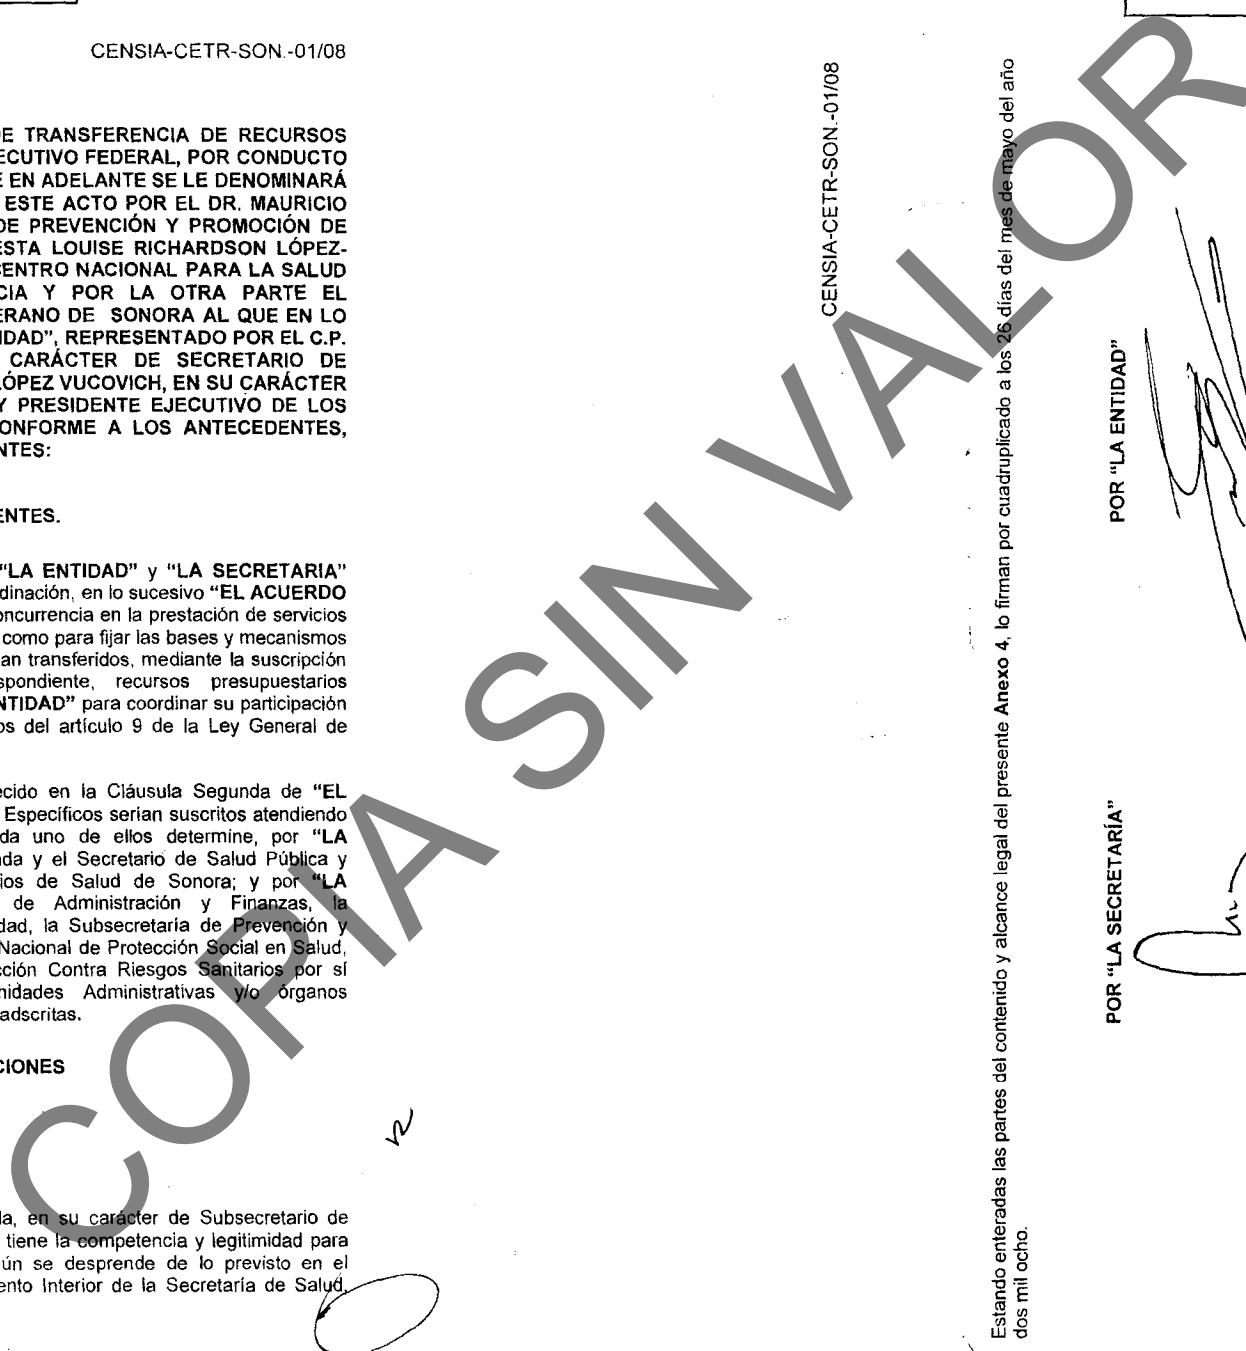 CENSIA-CETR-SON.-01/08
DE TRANSFERENCIA DE RECURSOS
ECUTIVO FEDERAL, POR CONDUCTO
E EN ADELANTE SE LE DENOMINARÁ
ESTE ACTO POR EL DR. MAURICIO
DE PREVENCIÓN Y PROMOCIÓN DE
ESTA LOUISE RICHARDSON LÓPEZ-
CENTRO NACIONAL PARA LA SALUD
CIA Y POR LA OTRA PARTE EL
ERANO DE SONORA AL QUE EN LO
IDAD", REPRESENTADO POR EL C.P.
CARÁCTER DE SECRETARIO DE
LÓPEZ VUCOVICH, EN SU CARÁCTER
Y PRESIDENTE EJECUTIVO DE LOS
ONFORME A LOS ANTECEDENTES,
NTES:
ENTES.
"LA ENTIDAD" y "LA SECRETARIA"
dinación, en lo sucesivo "EL ACUERDO
oncurrencia en la prestación de servicios
como para fijar las bases y mecanismos
an transferidos, mediante la suscripción
spondiente, recursos presupuestarios
NTIDAD" para coordinar su participación
os del artículo 9 de la Ley General de
ecido en la Cláusula Segunda de "EL
Específicos serían suscritos atendiendo
da uno de ellos determine, por "LA
nda y el Secretario de Salud Pública y
ios de Salud de Sonora; y por "LA
de Administración y Finanzas, la
dad, la Subsecretaría de Prevención y
Nacional de Protección Social en Salud,
cción Contra Riesgos Sanitarios por sí
nidades Administrativas y/o órganos
adscritas.
CIONES
la, en su carácter de Subsecretario de
tiene la competencia y legitimidad para
ún se desprende de lo previsto en el
ento Interior de la Secretaría de Salud,
CENSIA-CETR-SON.-01/08
Estando enteradas las partes del contenido y alcance legal del presente Anexo 4, lo firman por cuadruplicado a los 26 días del mes de mayo del año
dos mil ocho.
POR "LA SECRETARÍA"
POR "LA ENTIDAD"
COPIA SIN VALOR